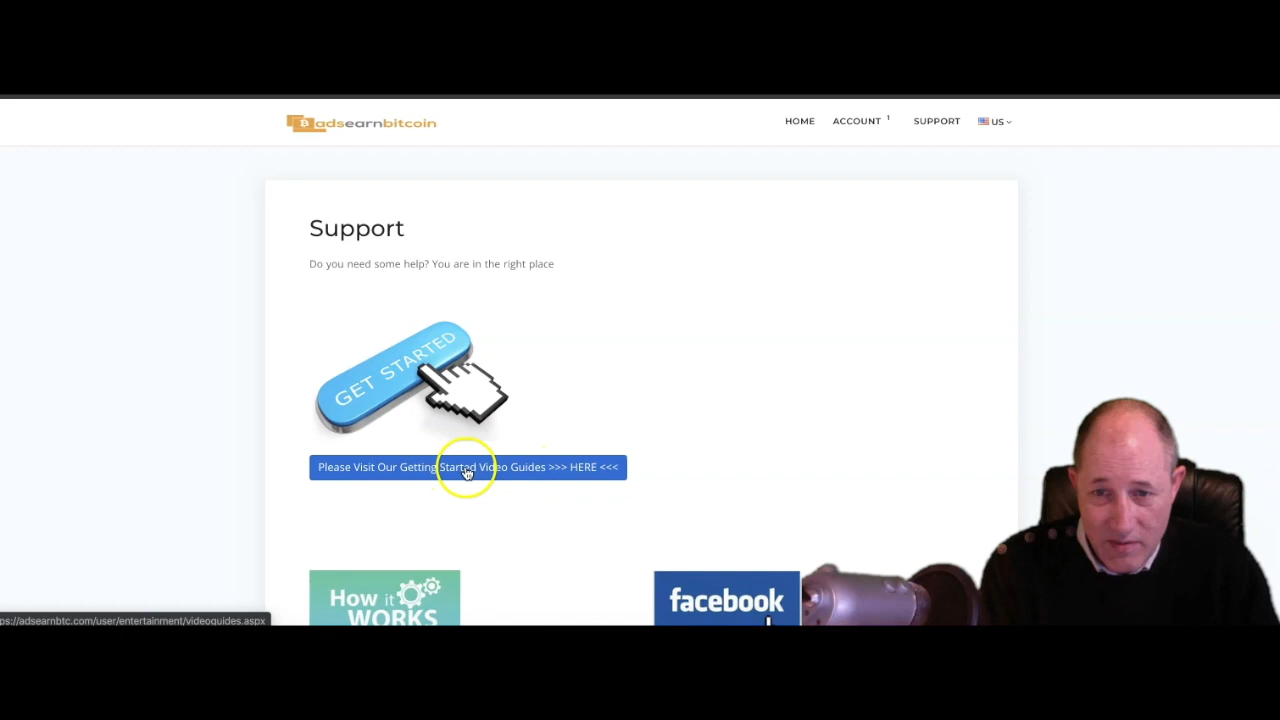 adsearnbitcoin
HOME ACCOUNT 1 SUPPORT US
Support
Do you need some help? You are in the right place
GET STARTED
Please Visit Our Getting Started Video Guides >>> HERE <<<
How it
WORKS
facebook
ps://adsearnbtc.com/user/entertainment/videoguides.aspx